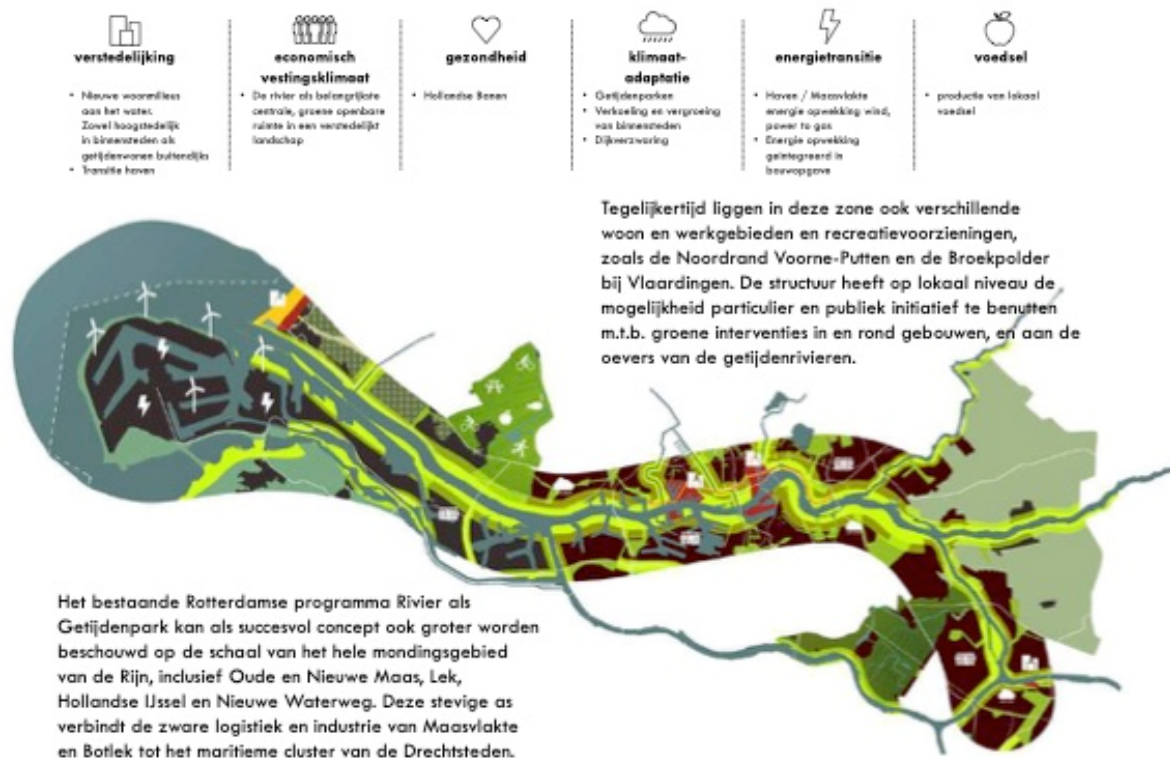 verstedelijking
• Nieuwe woonmilieus
aan het water.
Zowel hoogstedelijk
in binnensteden als
getijdenwonen buitendijks
• Transitie haven
economisch
vestingsklimaat
• De rivier als belangrijkste
centrale, groene openbare
ruimte in een verstedelijkt
landschap
gezondheid
• Hollandse Banen
klimaat-
adaptatie
• Getijdenparken
• Verkoeling en vergroeing
van binnensteden
• Dijkverzwaring
energietransitie
• Haven / Maasvlakte
energie opwekking wind,
power to gas
• Energie opwekking
geïntegreerd in
bouwopgave
voedsel
• productie van lokaal
voedsel
Tegelijkertijd liggen in deze zone ook verschillende
woon en werkgebieden en recreatievoorzieningen,
zoals de Noordrand Voorne-Putten en de Broekpolder
bij Vlaardingen. De structuur heeft op lokaal niveau de
mogelijkheid particulier en publiek initiatief te benutten
m.t.b. groene interventies in en rond gebouwen, en aan de
oevers van de getijdenrivieren.
Het bestaande Rotterdamse programma Rivier als
Getijdenpark kan als succesvol concept ook groter worden
beschouwd op de schaal van het hele mondingsgebied
van de Rijn, inclusief Oude en Nieuwe Maas, Lek,
Hollandse IJssel en Nieuwe Waterweg. Deze stevige as
verbindt de zware logistiek en industrie van Maasvlakte
en Botlek tot het maritieme cluster van de Drechtsteden.